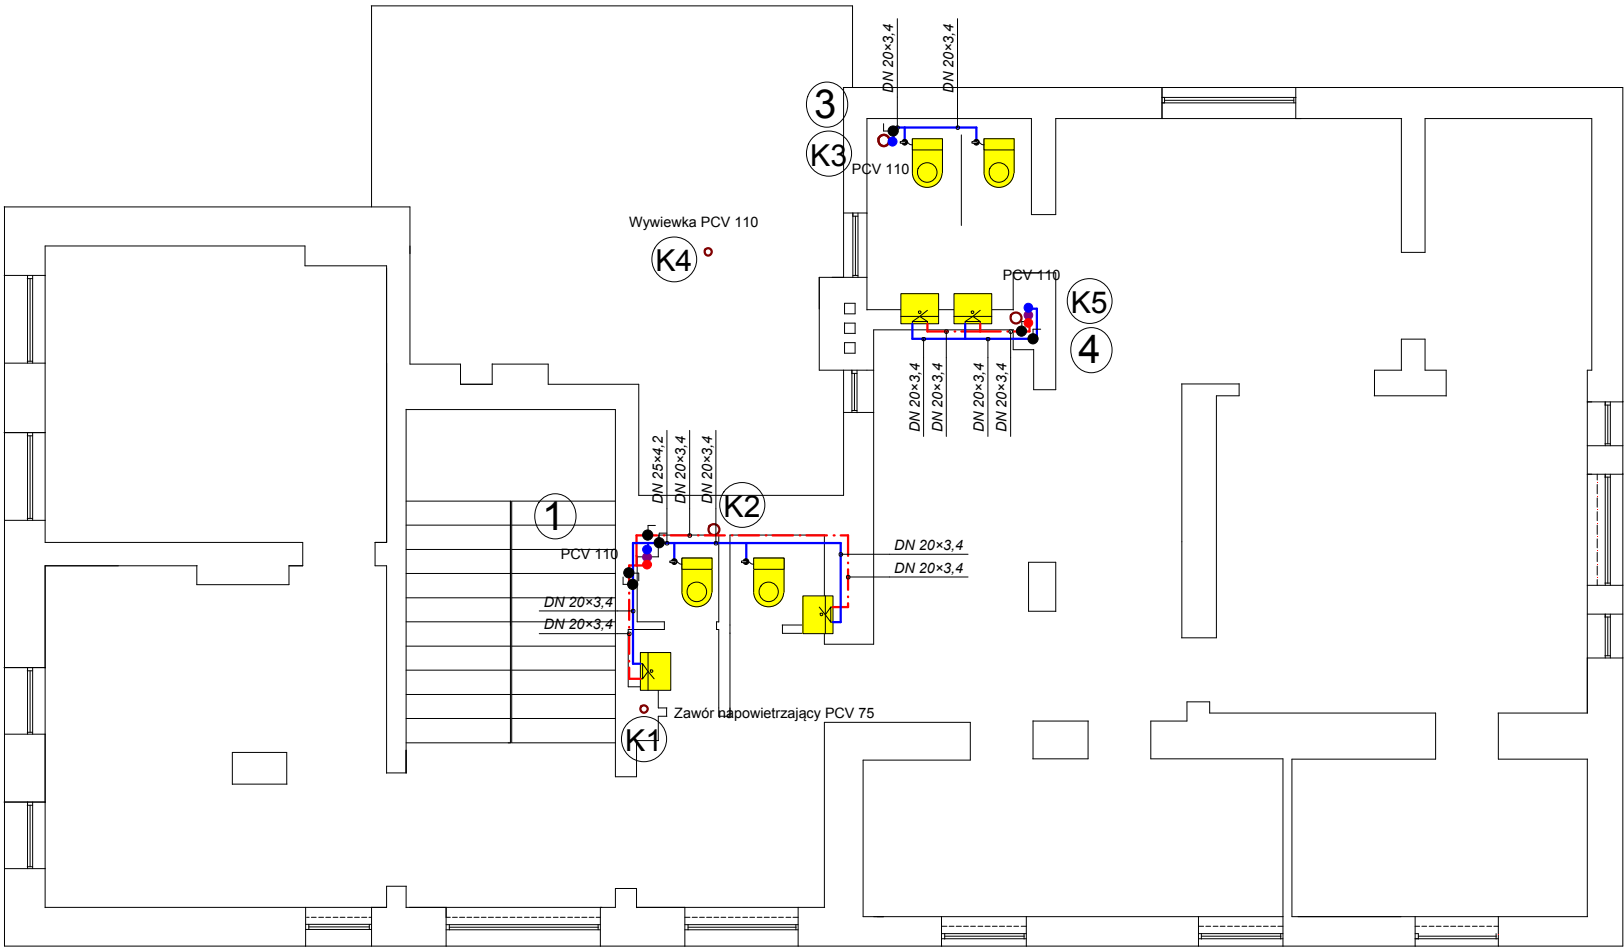 DN 20×3,4
DN 20×3,4
3
K3
PCV 110
Wywiewka PCV 110
K4
PCV 110
K5
4
DN 20×3,4
DN 20×3,4
DN 20×3,4
DN 20×3,4
DN 25×4,2
DN 20×3,4
DN 20×3,4
K2
1
PCV 110
DN 20×3,4
DN 20×3,4
DN 20×3,4
DN 20×3,4
Zawór napowietrzający PCV 75
K1